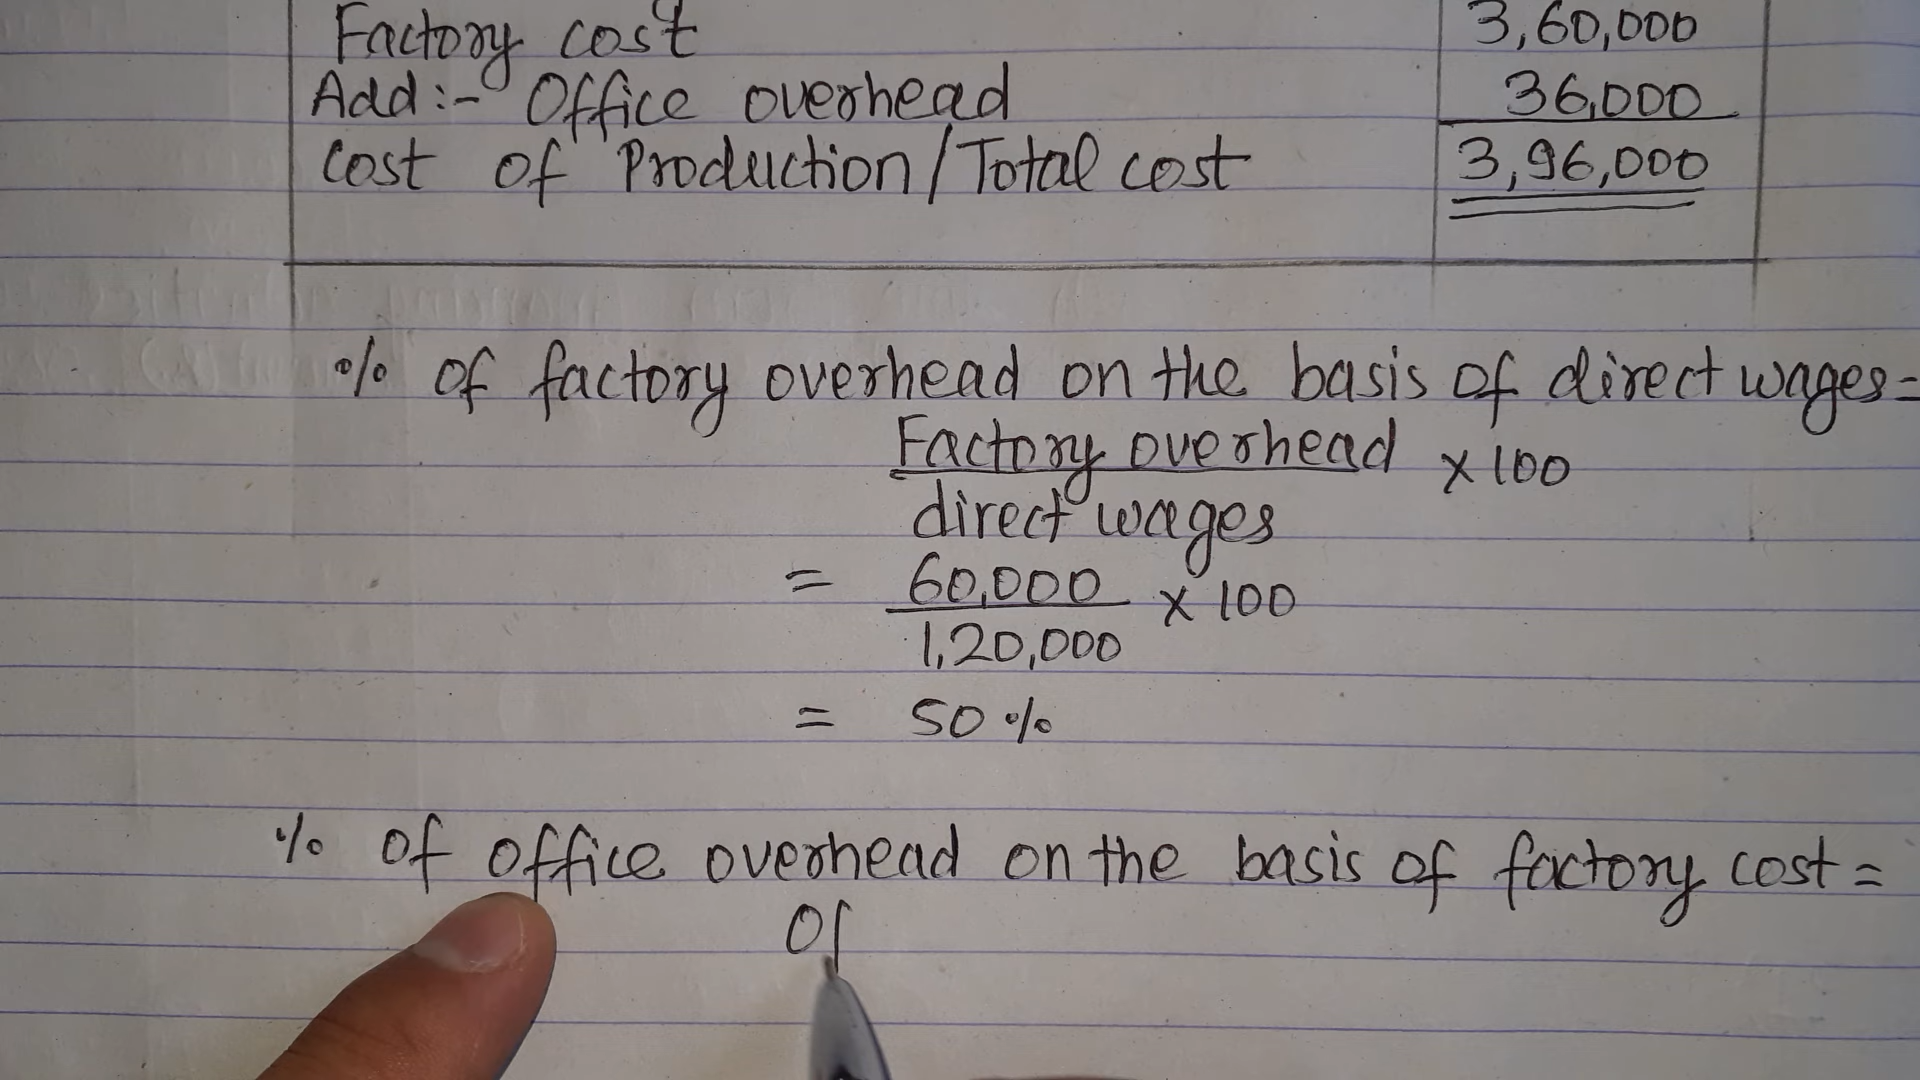 Factory cost 3,60,000
Add :- Office overhead 36,000
Cost of Production/Total cost 3,96,000
% of factory overhead on the basis of direct wages =
Factory overhead x 100
direct wages
= 60,000 x 100
1,20,000
= 50 %
% of office overhead on the basis of factory cost =
Of